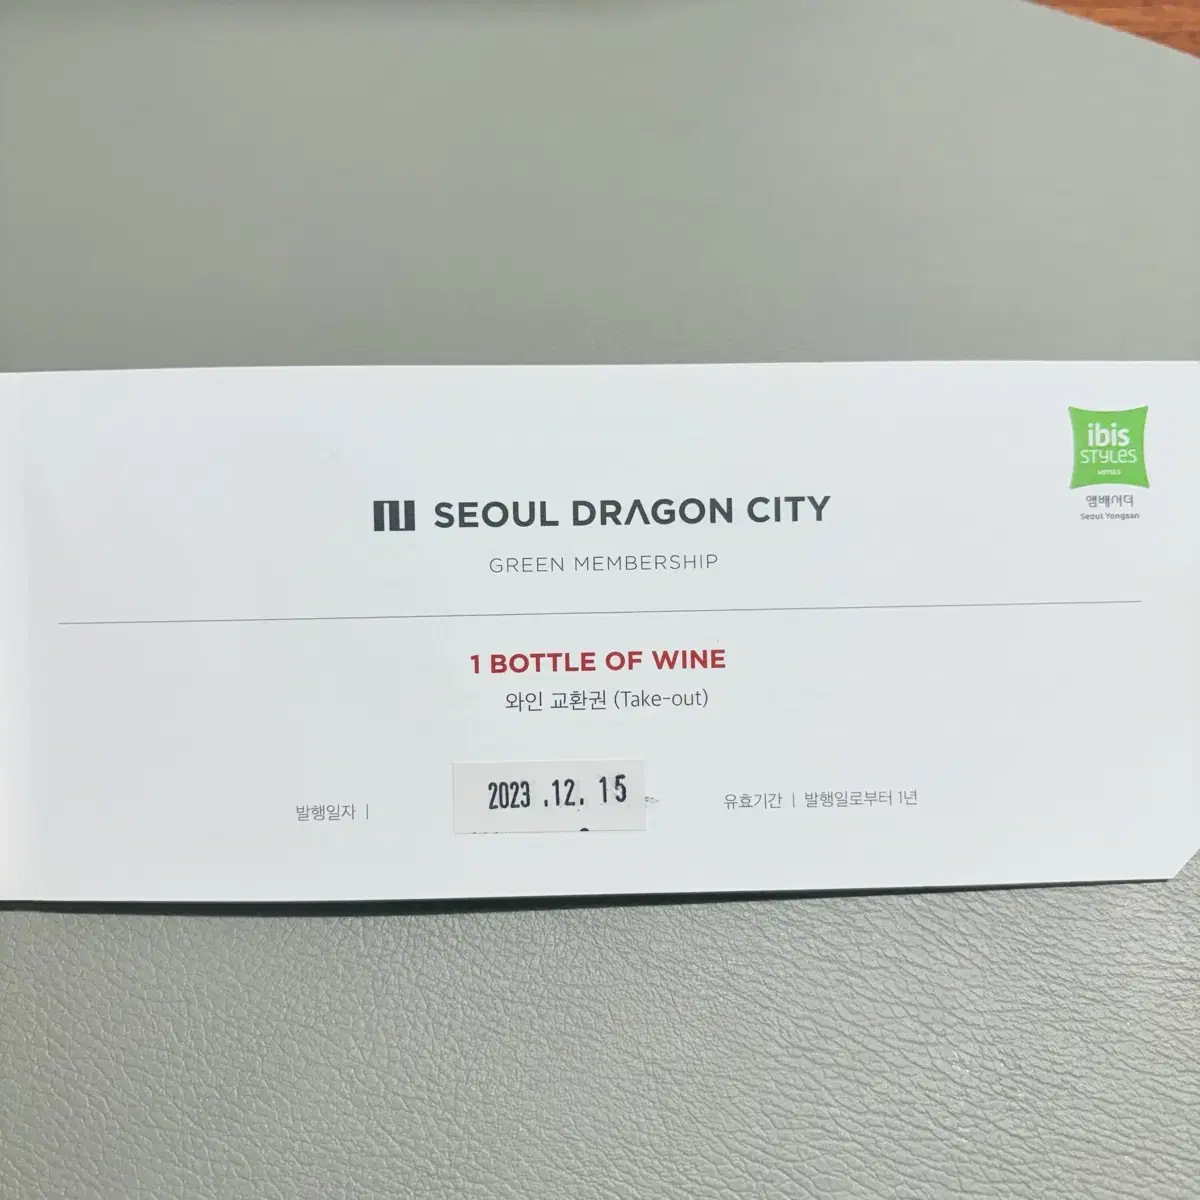 ibis
STYLES
HOTELS
앰배서더
Seoul Yongsan
SEOUL DRAGON CITY
GREEN MEMBERSHIP
1 BOTTLE OF WINE
와인 교환권 (Take-out)
발행일자 | 2023 .12. 15
유효기간 | 발행일로부터 1년